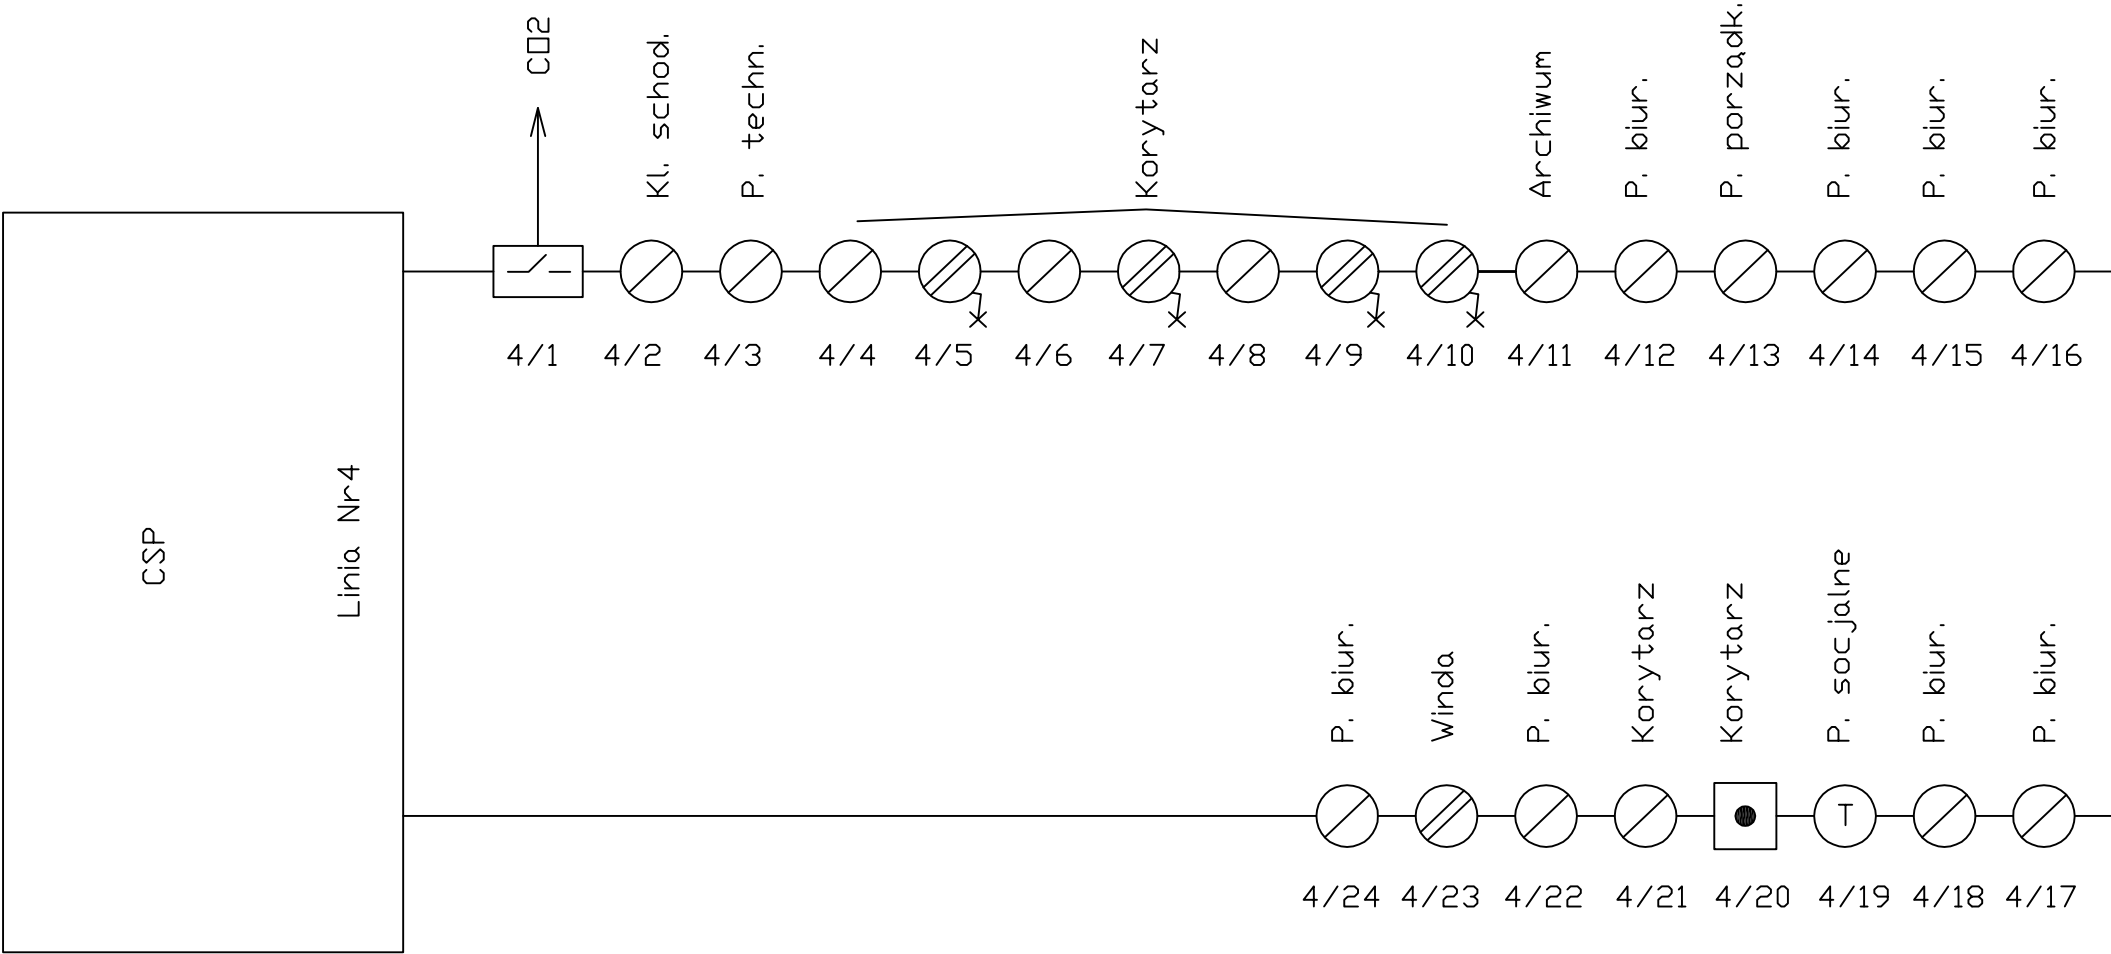 CO2
Kl. schod.
P. techn.
Korytarz
Archiwum
P. biur.
P. porządk.
P. biur.
P. biur.
P. biur.
4/1 4/2 4/3 4/4 4/5 4/6 4/7 4/8 4/9 4/10 4/11 4/12 4/13 4/14 4/15 4/16
CSP
Linia Nr4
P. biur.
Winda
P. biur.
Korytarz
Korytarz
P. socjalne
P. biur.
P. biur.
T
4/24 4/23 4/22 4/21 4/20 4/19 4/18 4/17